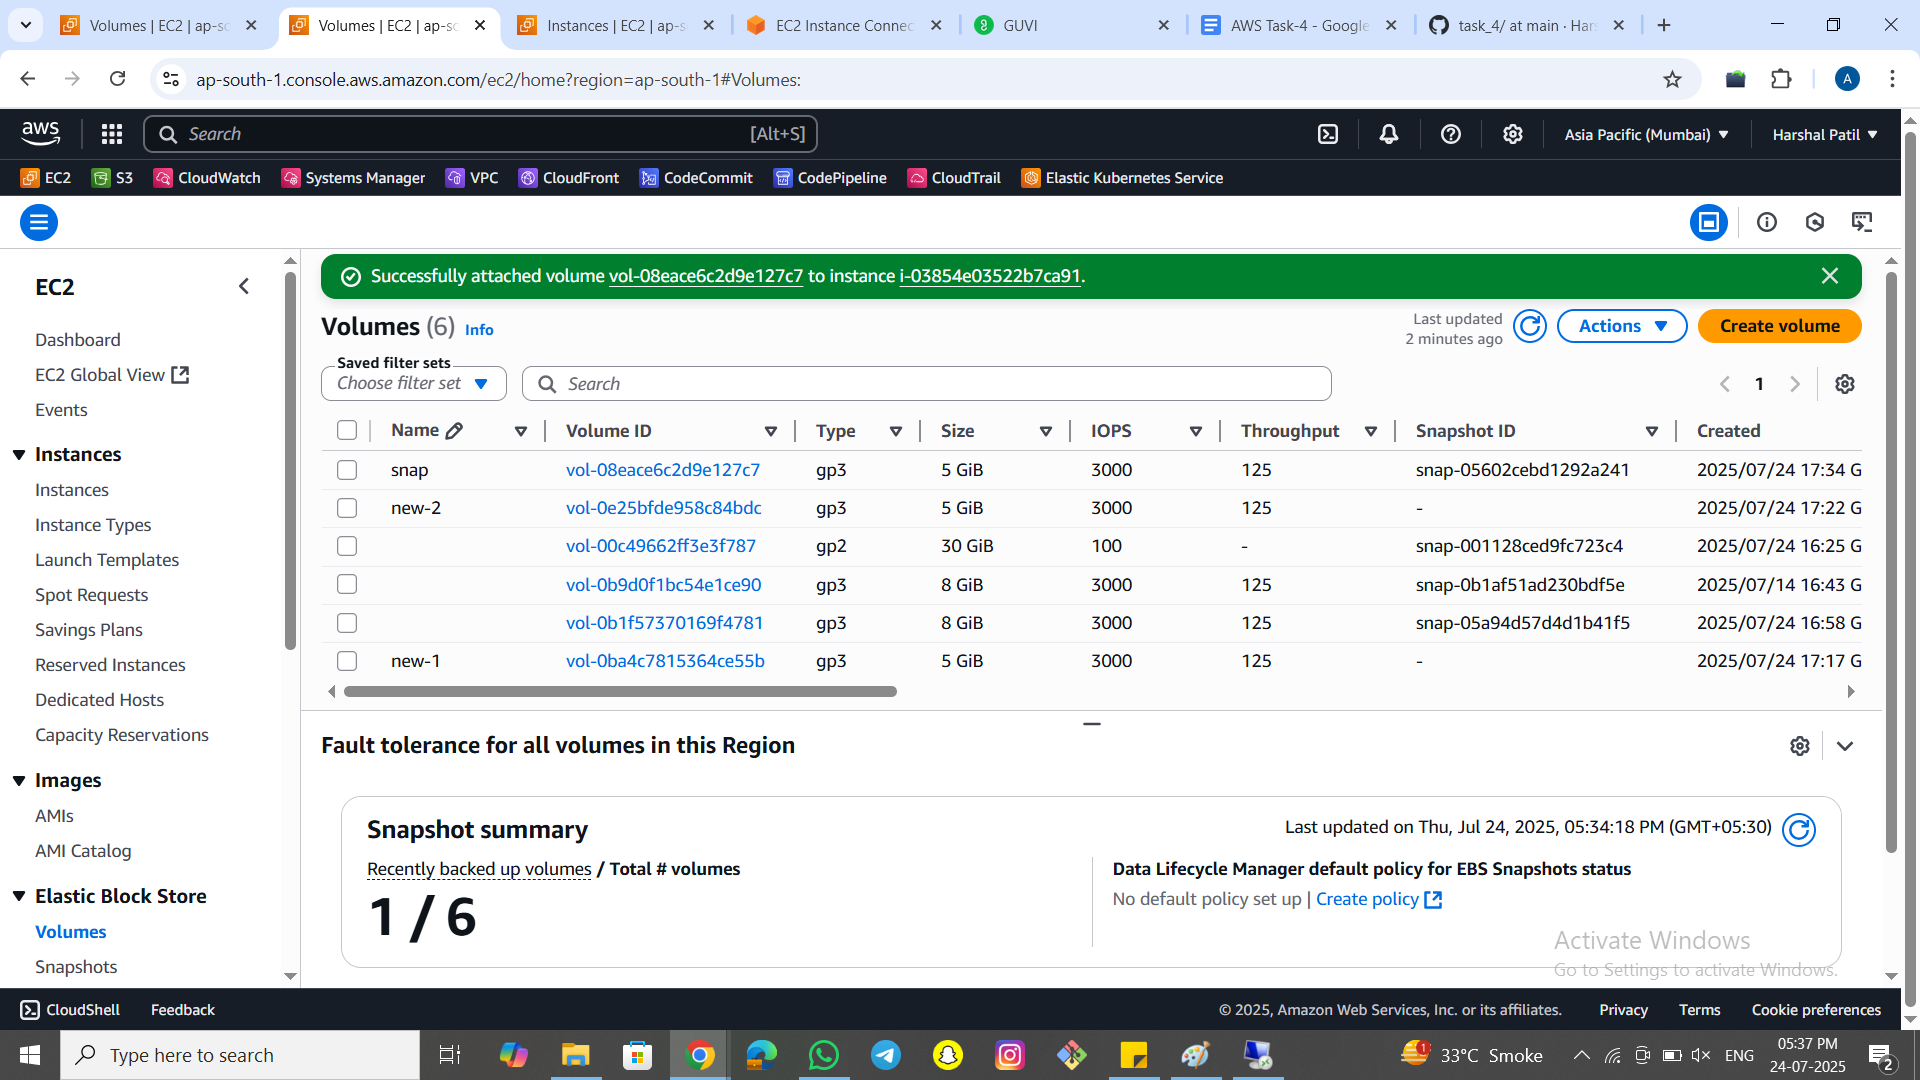 Volumes | EC2 | ap-so
Volumes | EC2 | ap-so
Instances | EC2 | ap-s
EC2 Instance Connec
GUVI
AWS Task-4 - Google
task_4/ at main · Har
ap-south-1.console.aws.amazon.com/ec2/home?region=ap-south-1#Volumes:
A
aws
Search
[Alt+S]
Asia Pacific (Mumbai)
Harshal Patil
EC2
S3
CloudWatch
Systems Manager
VPC
CloudFront
CodeCommit
CodePipeline
CloudTrail
Elastic Kubernetes Service
EC2
Dashboard
EC2 Global View
Events
Instances
Instances
Instance Types
Launch Templates
Spot Requests
Savings Plans
Reserved Instances
Dedicated Hosts
Capacity Reservations
Images
AMIs
AMI Catalog
Elastic Block Store
Volumes
Snapshots
Successfully attached volume vol-08eace6c2d9e127c7 to instance i-03854e03522b7ca91.
Volumes (6) Info
Last updated
2 minutes ago
Actions
Create volume
Saved filter sets
Choose filter set
Search
1
Name Volume ID Type Size IOPS Throughput Snapshot ID Created
snap vol-08eace6c2d9e127c7 gp3 5 GiB 3000 125 snap-05602cebd1292a241 2025/07/24 17:34 G
new-2 vol-0e25bfde958c84bdc gp3 5 GiB 3000 125 - 2025/07/24 17:22 G
vol-00c49662ff3e3f787 gp2 30 GiB 100 - snap-001128ced9fc723c4 2025/07/24 16:25 G
vol-0b9d0f1bc54e1ce90 gp3 8 GiB 3000 125 snap-0b1af51ad230bdf5e 2025/07/14 16:43 G
vol-0b1f57370169f4781 gp3 8 GiB 3000 125 snap-05a94d57d4d1b41f5 2025/07/24 16:58 G
new-1 vol-0ba4c7815364ce55b gp3 5 GiB 3000 125 - 2025/07/24 17:17 G
Fault tolerance for all volumes in this Region
Snapshot summary
Last updated on Thu, Jul 24, 2025, 05:34:18 PM (GMT+05:30)
Recently backed up volumes / Total # volumes
1 / 6
Data Lifecycle Manager default policy for EBS Snapshots status
No default policy set up | Create policy
Activate Windows
Go to Settings to activate Windows.
CloudShell
Feedback
© 2025, Amazon Web Services, Inc. or its affiliates.
Privacy
Terms
Cookie preferences
Type here to search
1
33°C Smoke
ENG
05:37 PM
24-07-2025
2